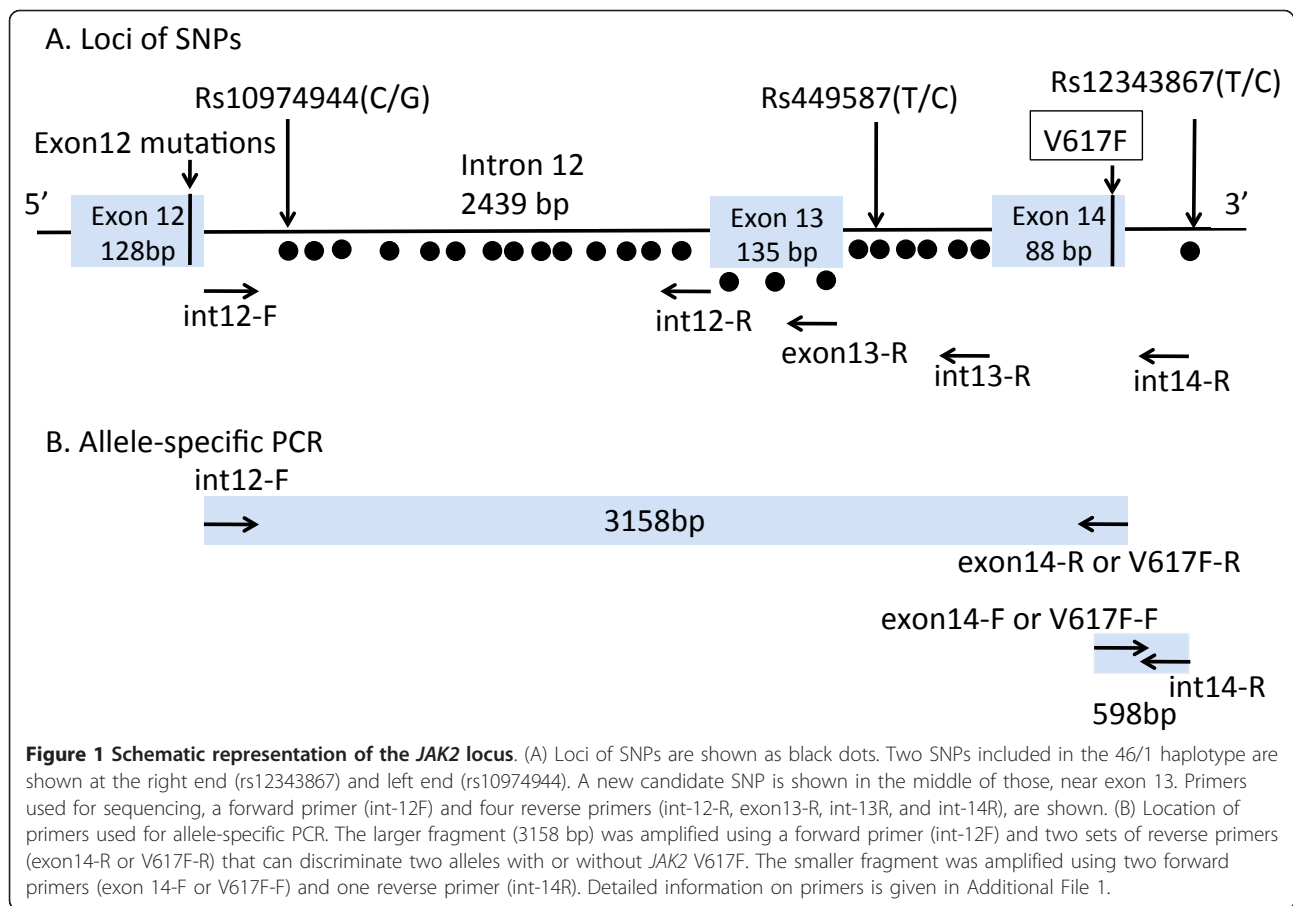 A. Loci of SNPs
Rs10974944(C/G)
Rs449587(T/C)
Rs12343867(T/C)
Exon12 mutations
V617F
Intron 12
2439 bp
5’
Exon 12
128bp
Exon 13
135 bp
Exon 14
88 bp
3’
int12-F
int12-R
exon13-R
int13-R
int14-R
B. Allele-specific PCR
int12-F
3158bp
exon14-R or V617F-R
exon14-F or V617F-F
int14-R
598bp
Figure 1 Schematic representation of the JAK2 locus. (A) Loci of SNPs are shown as black dots. Two SNPs included in the 46/1 haplotype are
shown at the right end (rs12343867) and left end (rs10974944). A new candidate SNP is shown in the middle of those, near exon 13. Primers
used for sequencing, a forward primer (int-12F) and four reverse primers (int-12-R, exon13-R, int-13R, and int-14R), are shown. (B) Location of
primers used for allele-specific PCR. The larger fragment (3158 bp) was amplified using a forward primer (int-12F) and two sets of reverse primers
(exon14-R or V617F-R) that can discriminate two alleles with or without JAK2 V617F. The smaller fragment was amplified using two forward
primers (exon 14-F or V617F-F) and one reverse primer (int-14R). Detailed information on primers is given in Additional File 1.